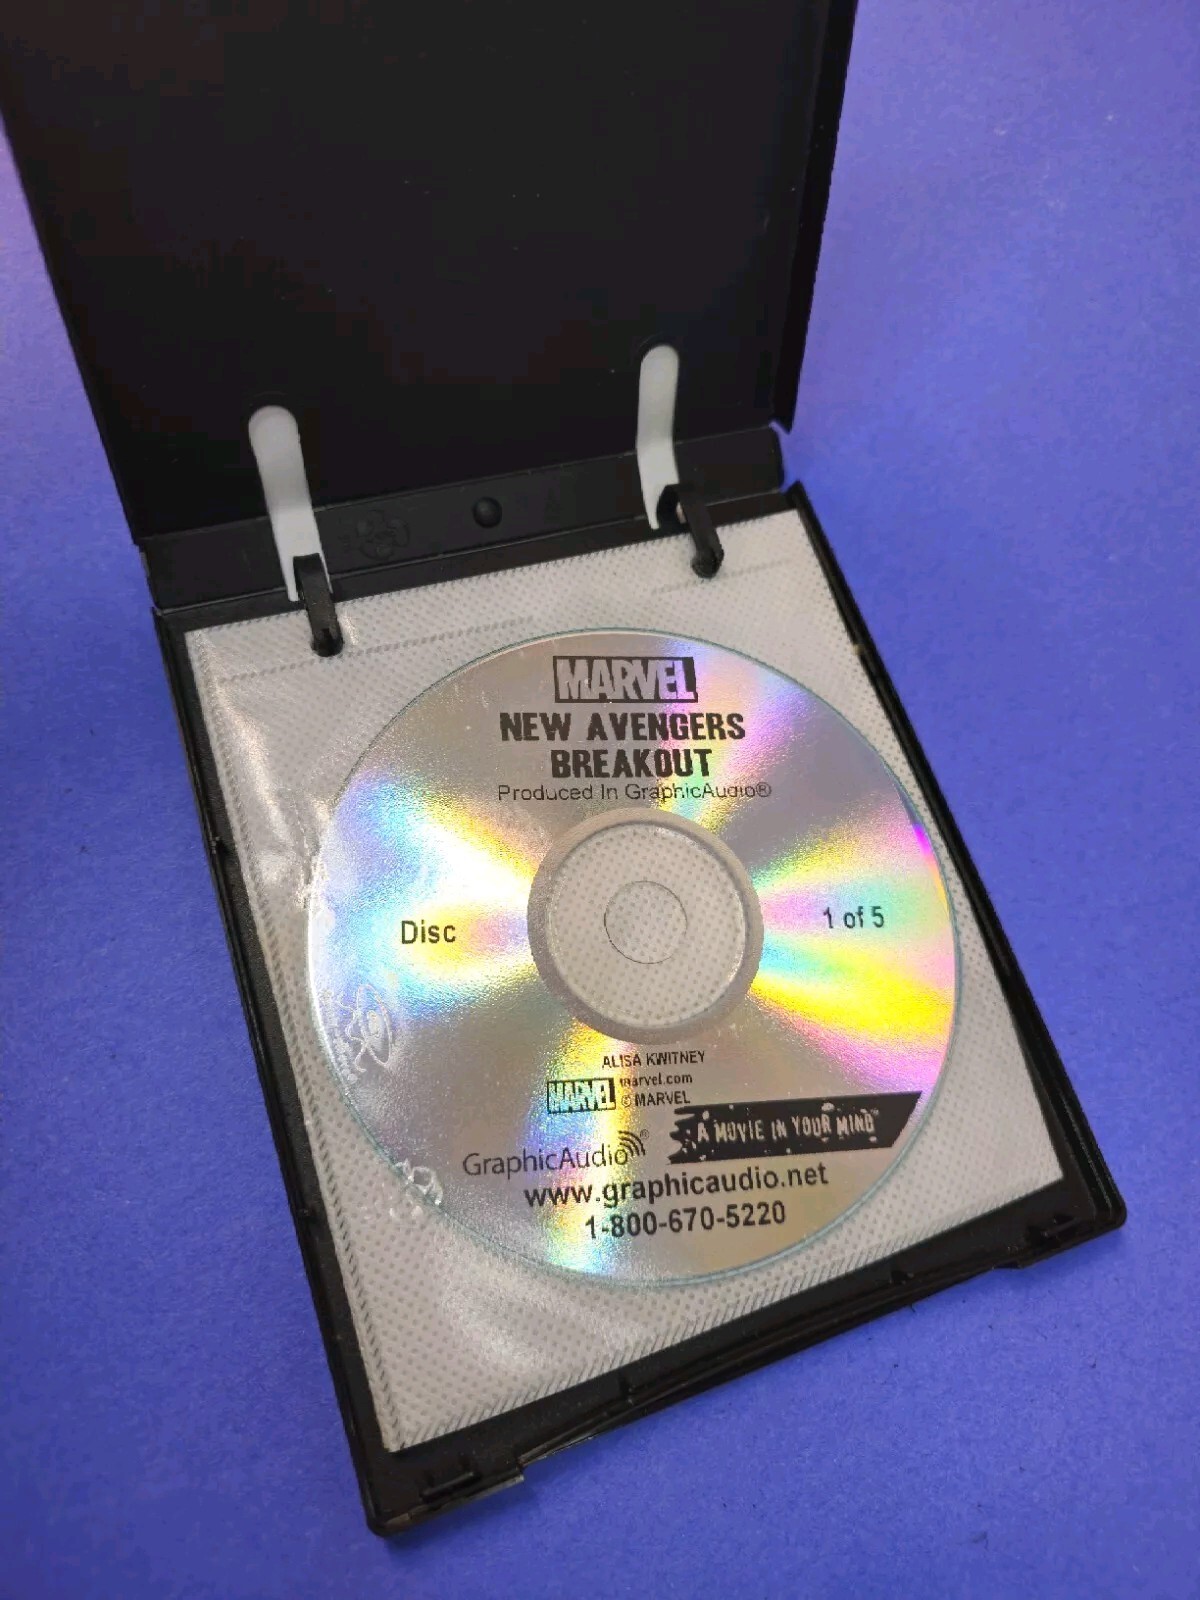 MARVEL
NEW AVENGERS
BREAKOUT
Produced In GraphicAudio®
Disc
1 of 5
ALISA KWITNEY
MARVEL marvel.com
© MARVEL
A MOVIE IN YOUR MIND™
GraphicAudio®
www.graphicaudio.net
1-800-670-5220